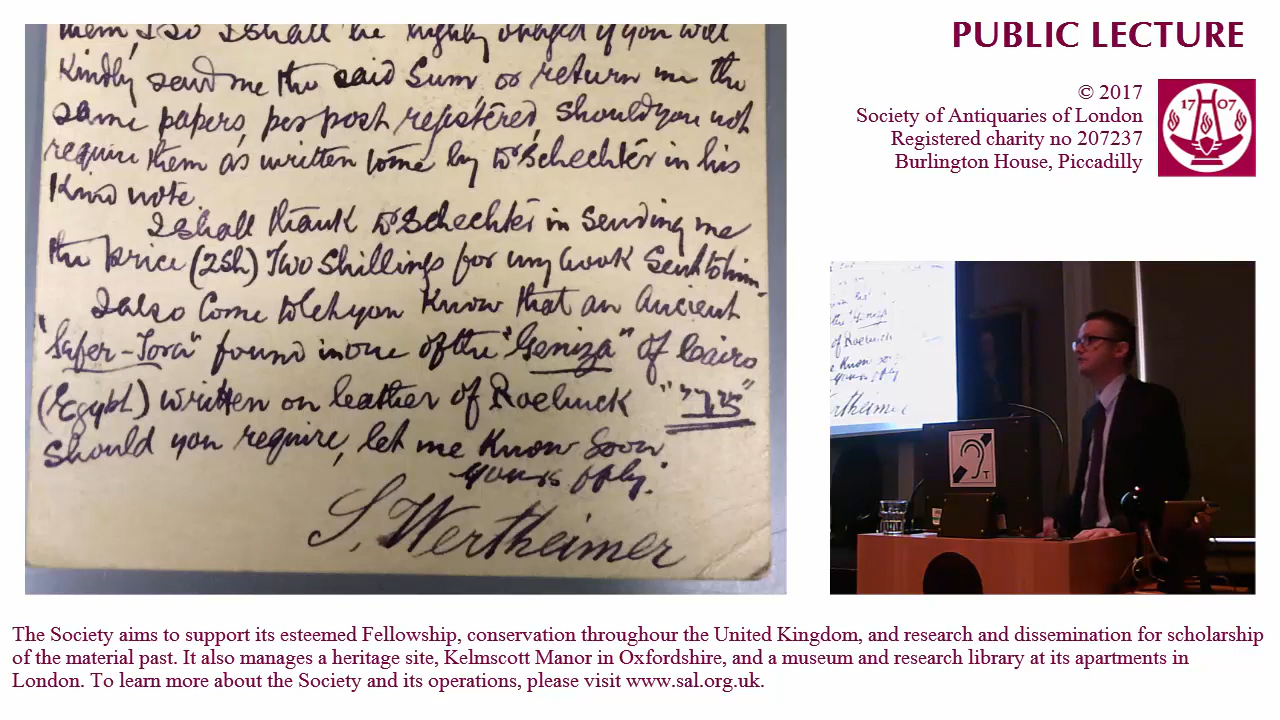 them, & so I shall be highly obliged if you will
Kindly send me the said Sum or return me the
same papers, per post registered, should you not
require them as written to me by Dr Schechter in his
Kind note.
I shall thank Dr Schechter in sending me
the price (2sh) Two Shillings for my book Sent to him.
I also Come to let you Know that an Ancient
"Sefer-Tora" found in one of the "Geniza" of Cairo
(Egypt) written on leather of Roebuck "צבי"
should you require, let me Know Soon
Yours
S. Wertheimer
PUBLIC LECTURE
© 2017
Society of Antiquaries of London
Registered charity no 207237
Burlington House, Piccadilly
17 07
T
The Society aims to support its esteemed Fellowship, conservation throughour the United Kingdom, and research and dissemination for scholarship
of the material past. It also manages a heritage site, Kelmscott Manor in Oxfordshire, and a museum and research library at its apartments in
London. To learn more about the Society and its operations, please visit www.sal.org.uk.